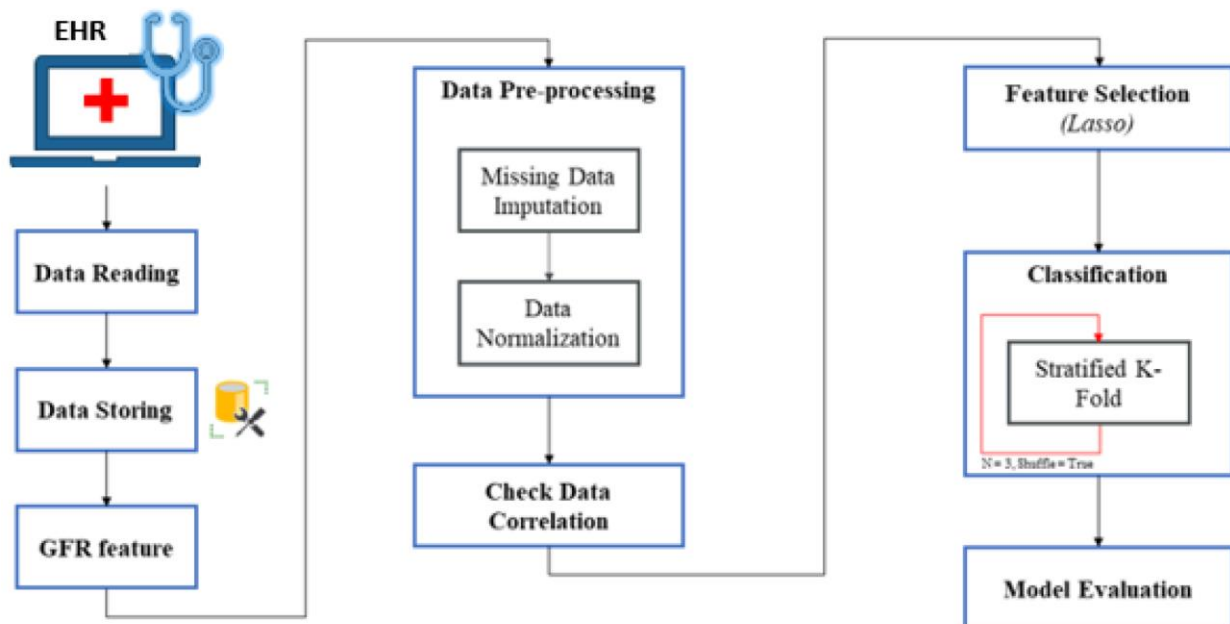 EHR
Data Reading
Data Storing
GFR feature
Data Pre-processing
Missing Data
Imputation
Data
Normalization
Check Data
Correlation
Feature Selection
(Lasso)
Classification
Stratified K-
Fold
N = 3, Shuffle = True
Model Evaluation